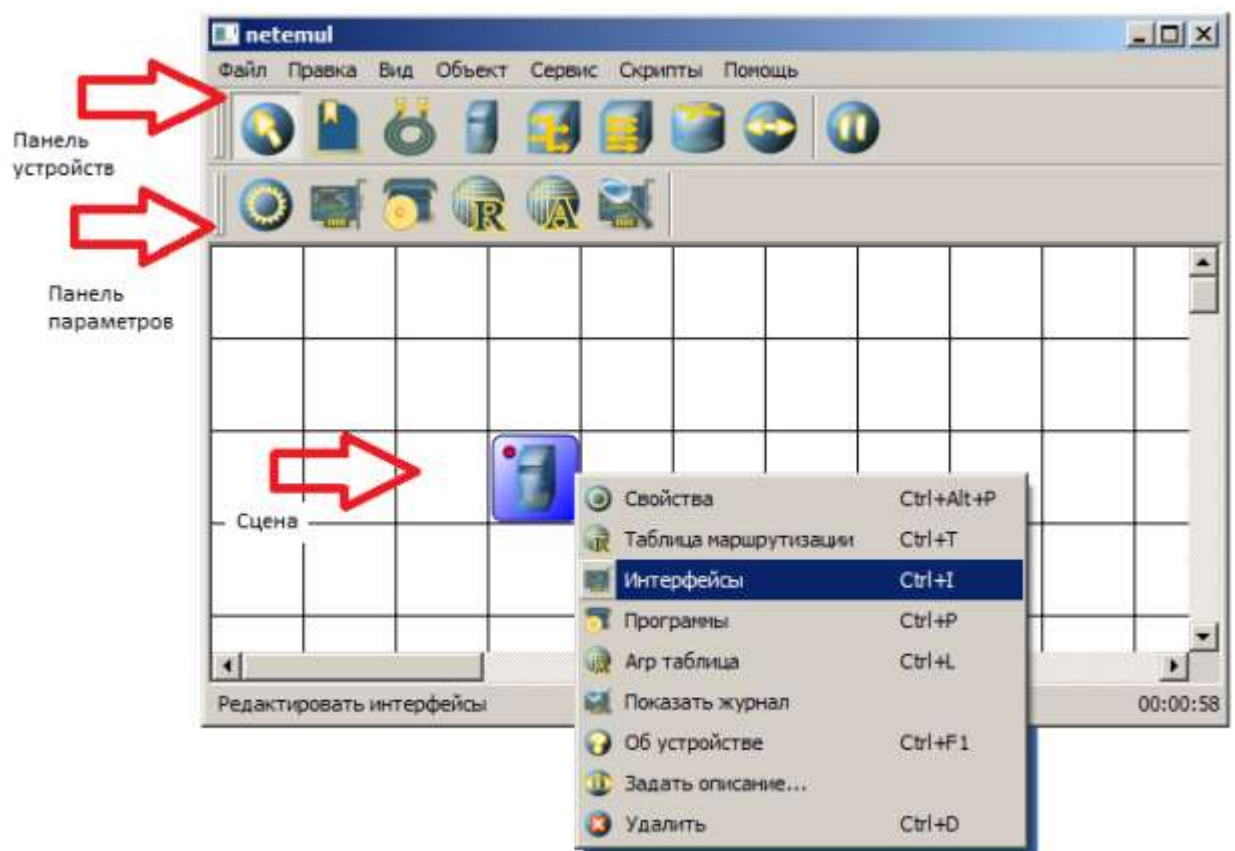 netemul
Файл Правка Вид Объект Сервис Скрипты Помощь
Панель
устройств
Панель
параметров
R A
Сцена
Свойства Ctrl+Alt+P
Таблица маршрутизации Ctrl+T
Интерфейсы Ctrl+I
Программы Ctrl+P
Arp таблица Ctrl+L
Показать журнал
Об устройстве Ctrl+F1
Задать описание...
Удалить Ctrl+D
Редактировать интерфейсы 00:00:58